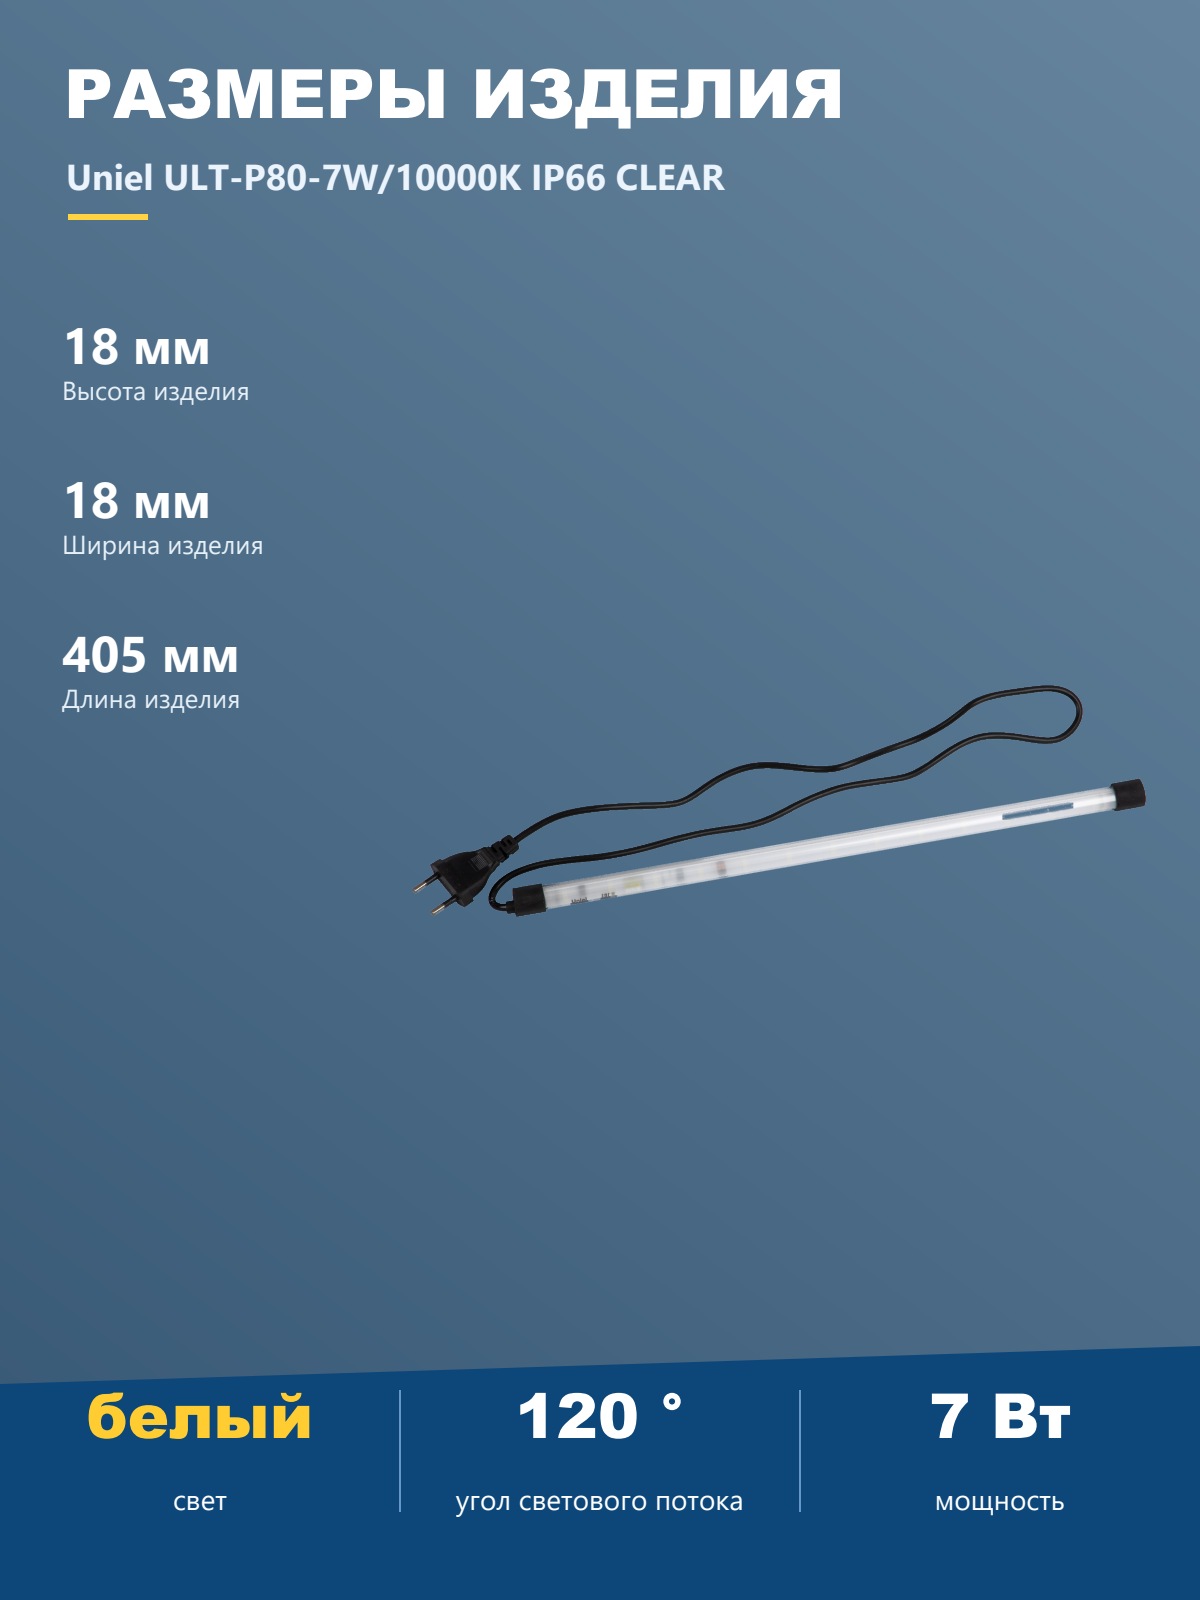 РАЗМЕРЫ ИЗДЕЛИЯ
Uniel ULT-P80-7W/10000K IP66 CLEAR
18 мм
Высота изделия
18 мм
Ширина изделия
405 мм
Длина изделия
белый
свет
120 °
угол светового потока
7 Вт
мощность